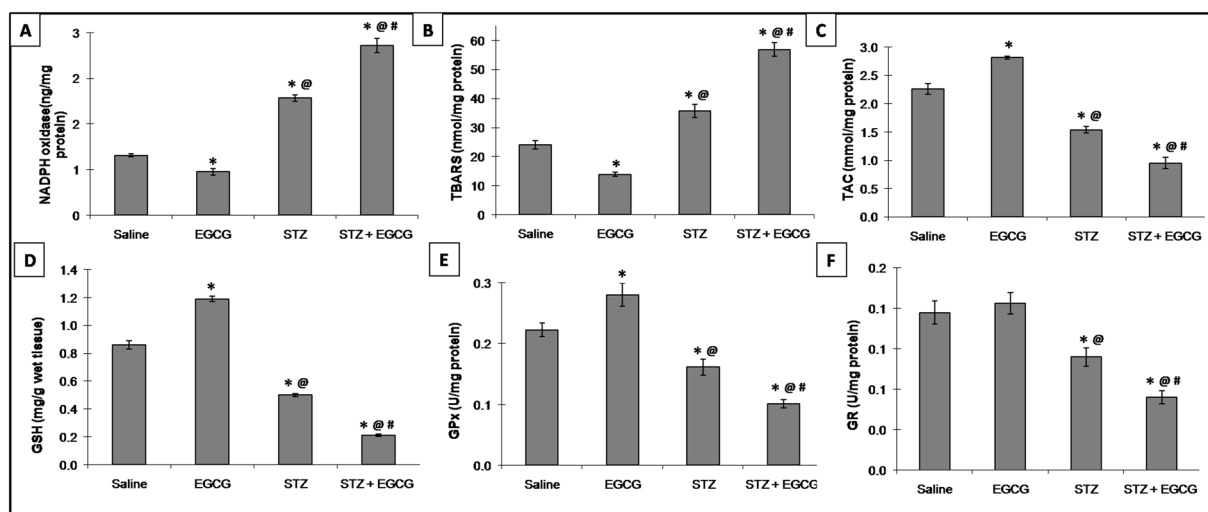 A
NADPH oxidase(ng/mg
protein)
3
2
2
1
0
*
* @
* @ #
Saline EGCG STZ STZ + EGCG
B
TBARS (nmol/mg protein)
60
50
40
30
20
10
0
*
* @
* @ #
Saline EGCG STZ STZ + EGCG
C
TAC (mmol/mg protein)
3.0
2.5
2.0
1.5
1.0
0.5
0.0
*
* @
* @ #
Saline EGCG STZ STZ + EGCG
D
GSH (mg/g wet tissue)
1.4
1.2
1.0
0.8
0.6
0.4
0.2
0.0
*
* @
* @ #
Saline EGCG STZ STZ + EGCG
E
GPx (U/mg protein)
0.3
0.2
0.1
0.0
*
* @
* @ #
Saline EGCG STZ STZ + EGCG
F
GR (U/mg protein)
0.2
0.1
0.1
0.1
0.0
0.0
* @
* @ #
Saline EGCG STZ STZ + EGCG